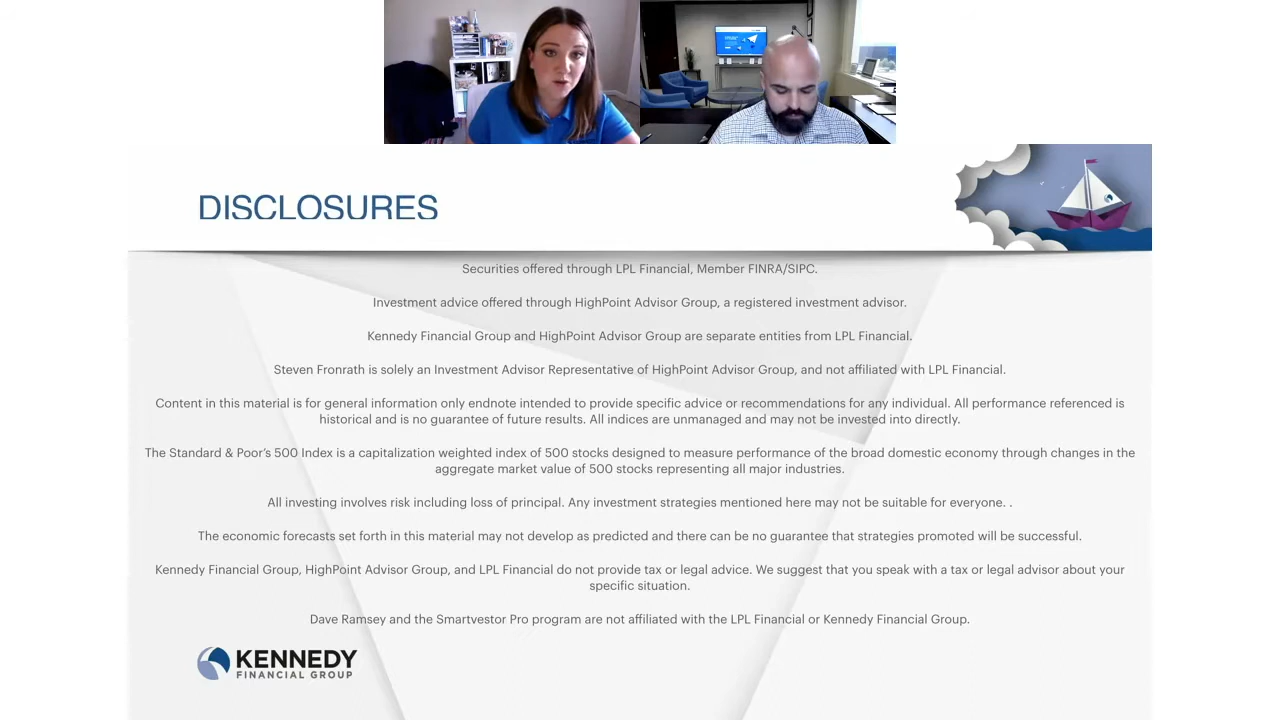 DISCLOSURES
Securities offered through LPL Financial, Member FINRA/SIPC.
Investment advice offered through HighPoint Advisor Group, a registered investment advisor.
Kennedy Financial Group and HighPoint Advisor Group are separate entities from LPL Financial.
Steven Fronrath is solely an Investment Advisor Representative of HighPoint Advisor Group, and not affiliated with LPL Financial.
Content in this material is for general information only endnote intended to provide specific advice or recommendations for any individual. All performance referenced is
historical and is no guarantee of future results. All indices are unmanaged and may not be invested into directly.
The Standard & Poor's 500 Index is a capitalization weighted index of 500 stocks designed to measure performance of the broad domestic economy through changes in the
aggregate market value of 500 stocks representing all major industries.
All investing involves risk including loss of principal. Any investment strategies mentioned here may not be suitable for everyone. .
The economic forecasts set forth in this material may not develop as predicted and there can be no guarantee that strategies promoted will be successful.
Kennedy Financial Group, HighPoint Advisor Group, and LPL Financial do not provide tax or legal advice. We suggest that you speak with a tax or legal advisor about your
specific situation.
Dave Ramsey and the Smartvestor Pro program are not affiliated with the LPL Financial or Kennedy Financial Group.
KENNEDY
FINANCIAL GROUP